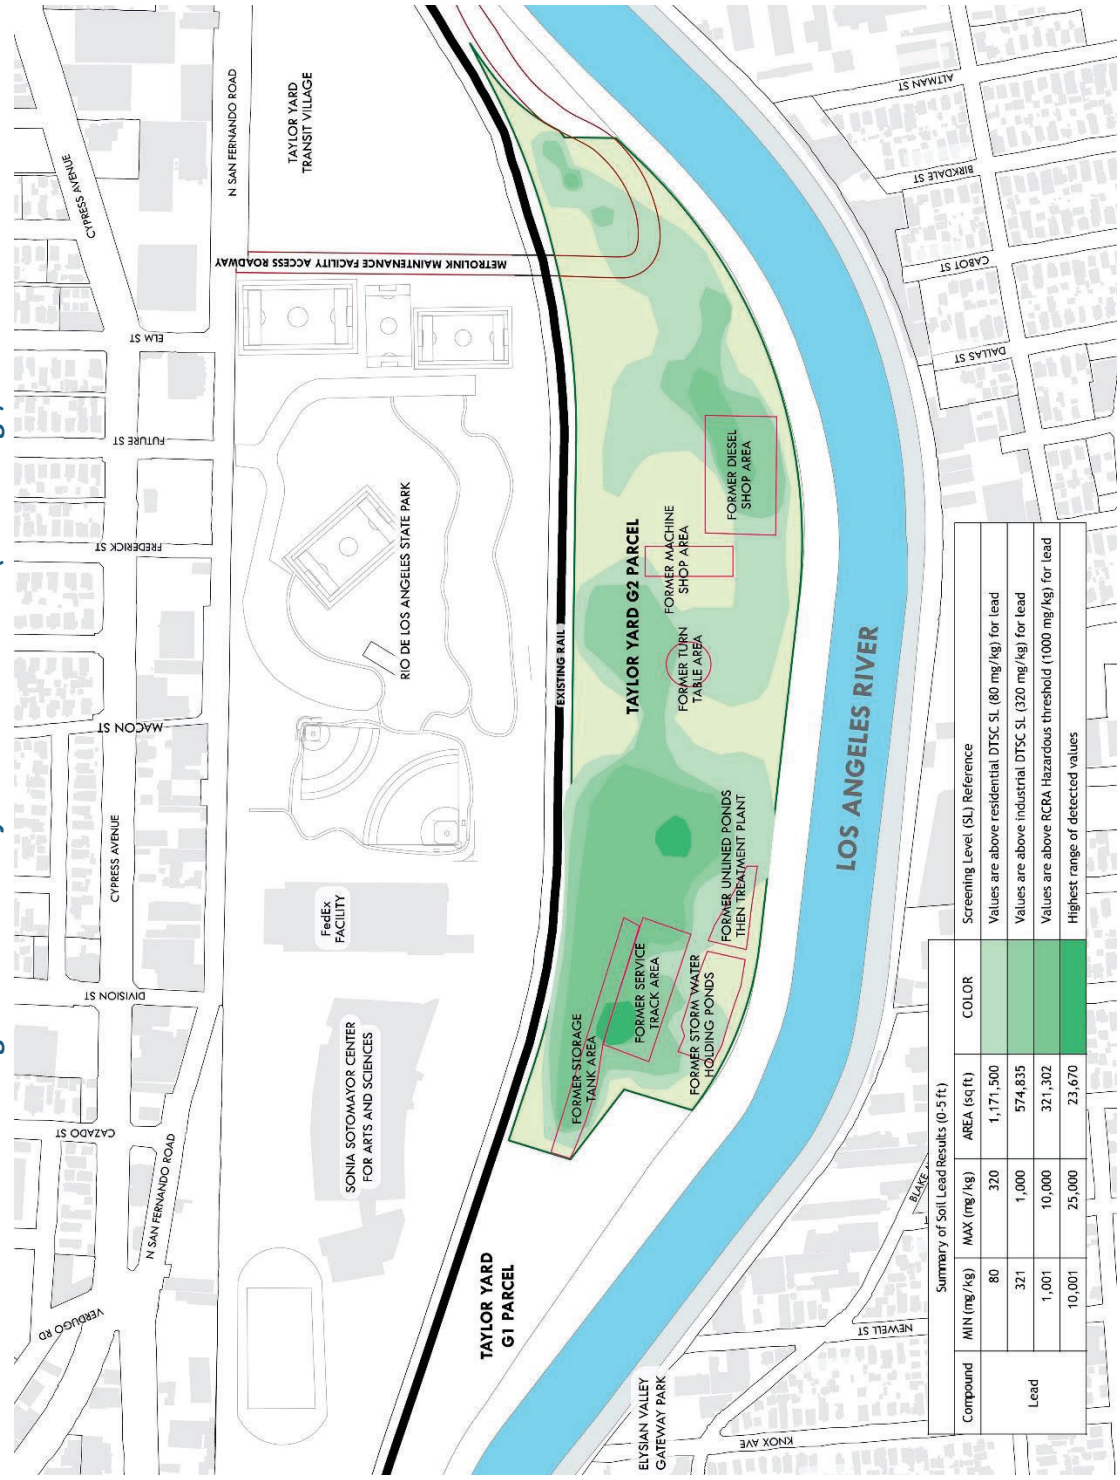 CYPRESS AVENUE
N SAN FERNANDO ROAD
TAYLOR YARD
TRANSIT VILLAGE
METROLINK MAINTENANCE FACILITY ACCESS ROADWAY
ELM ST
FUTURE ST
FREDERICK ST
MACON ST
CYPRESS AVENUE
DIVISION ST
CAZADO ST
N SAN FERNANDO ROAD
VERDUGO RD
RIO DE LOS ANGELES STATE PARK
FedEx
FACILITY
SONIA SOTOMAYOR CENTER
FOR ARTS AND SCIENCES
EXISTING RAIL
TAYLOR YARD
G1 PARCEL
TAYLOR YARD G2 PARCEL
FORMER STORAGE
TANK AREA
FORMER SERVICE
TRACK AREA
FORMER STORM WATER
HOLDING PONDS
FORMER UNLINED PONDS
THEN TREATMENT PLANT
FORMER TURN
TABLE AREA
FORMER MACHINE
SHOP AREA
FORMER DIESEL
SHOP AREA
LOS ANGELES RIVER
ALTMAN ST
BIRKDALE ST
CABOT ST
DALLAS ST
BLAKE
NEWELL ST
KNOX AVE
ELYSIAN VALLEY
GATEWAY PARK
Summary of Soil Lead Results (0-5 ft)
Compound MIN (mg/kg) MAX (mg/kg) AREA (sq ft) COLOR Screening Level (SL) Reference
Lead
80 320 1,171,500 Values are above residential DTSC SL (80 mg/kg) for lead
321 1,000 574,835 Values are above industrial DTSC SL (320 mg/kg) for lead
1,001 10,000 321,302 Values are above RCRA Hazardous threshold (1000 mg/kg) for lead
10,001 25,000 23,670 Highest range of detected values